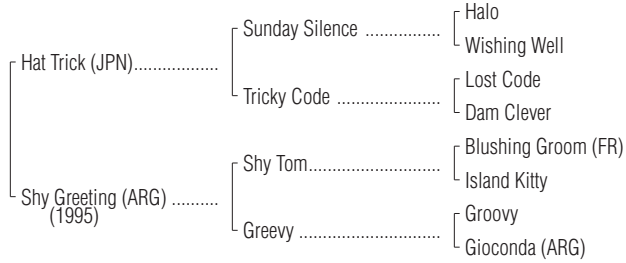 Halo
Sunday Silence ..................
Wishing Well
Hat Trick (JPN)..................
Lost Code
Tricky Code ......................
Dam Clever
Blushing Groom (FR)
Shy Tom............................
Island Kitty
Shy Greeting (ARG) ..........
(1995)
Groovy
Greevy ..............................
Gioconda (ARG)